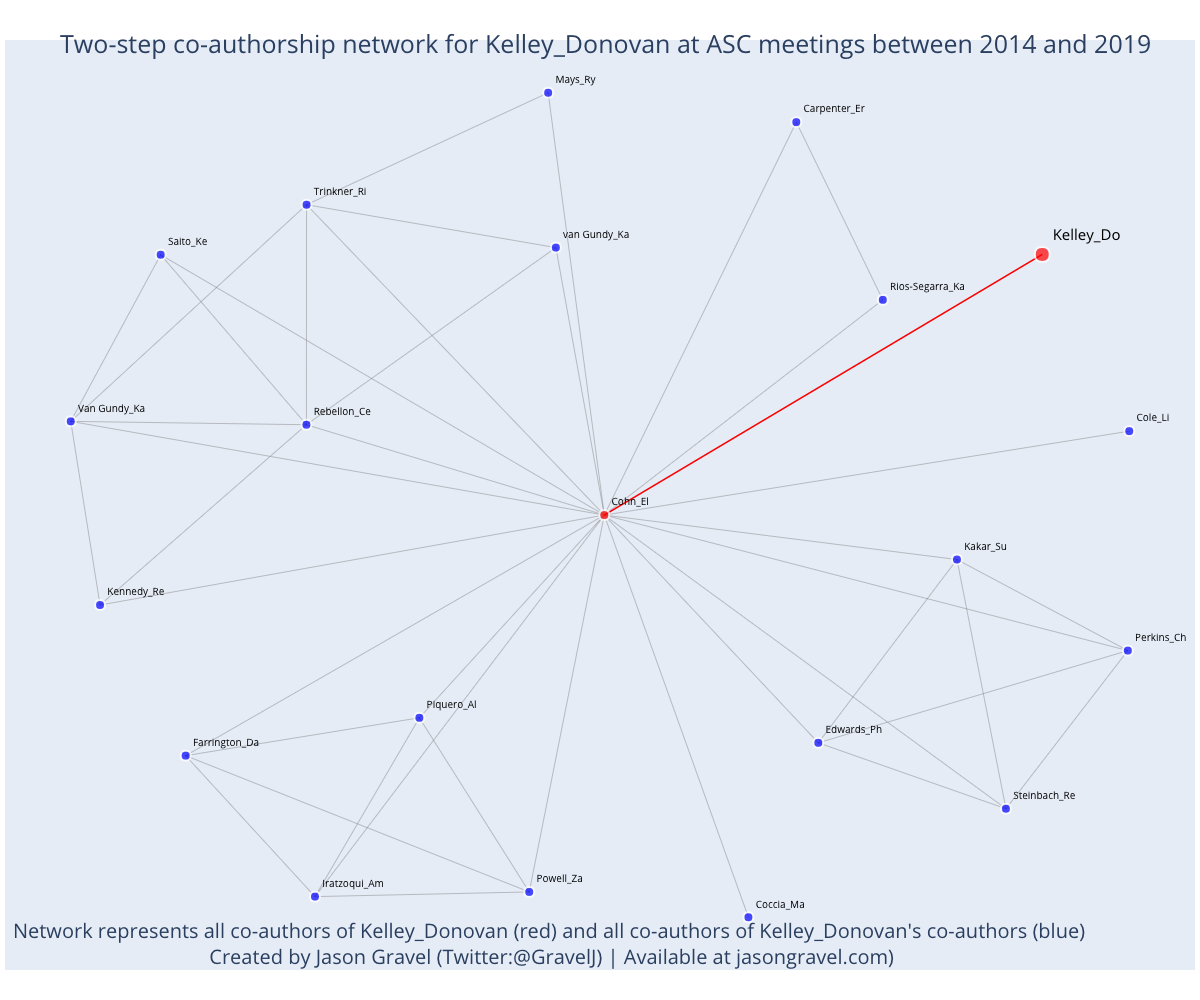 Two-step co-authorship network for Kelley_Donovan at ASC meetings between 2014 and 2019
Mays_Ry
Carpenter_Er
Trinkner_Ri
van Gundy_Ka
Kelley_Do
Saito_Ke
Rios-Segarra_Ka
Van Gundy_Ka
Rebellon_Ce
Cole_Li
Cohn_El
Kakar_Su
Kennedy_Re
Perkins_Ch
Piquero_Al
Edwards_Ph
Farrington_Da
Steinbach_Re
Powell_Za
Iratzoqui_Am
Coccia_Ma
Network represents all co-authors of Kelley_Donovan (red) and all co-authors of Kelley_Donovan's co-authors (blue)
Created by Jason Gravel (Twitter:@GravelJ) | Available at jasongravel.com)